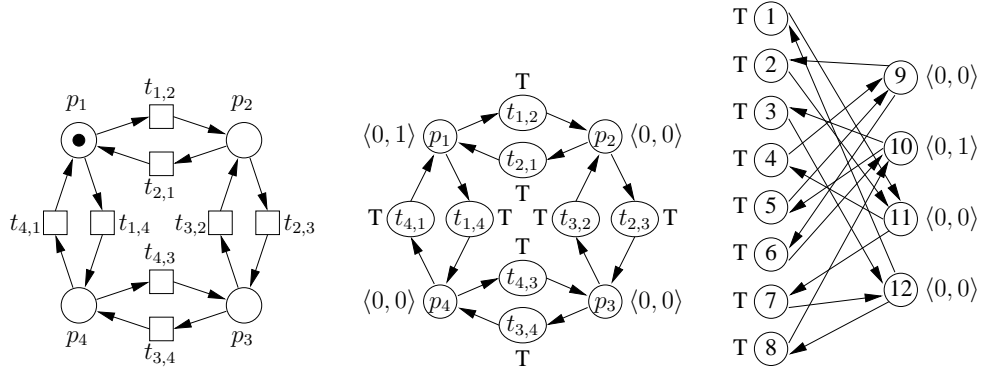 t1,2
p1
p2
t2,1
t4,1
t1,4
t3,2
t2,3
t4,3
p4
p3
t3,4
T
t1,2
⟨0, 1⟩
p1
p2
⟨0, 0⟩
t2,1
T
T
t4,1
t1,4
T
T
t3,2
t2,3
T
T
t4,3
⟨0, 0⟩
p4
p3
⟨0, 0⟩
t3,4
T
T 1
T 2
9 ⟨0, 0⟩
T 3
10 ⟨0, 1⟩
T 4
T 5
11 ⟨0, 0⟩
T 6
12 ⟨0, 0⟩
T 7
T 8